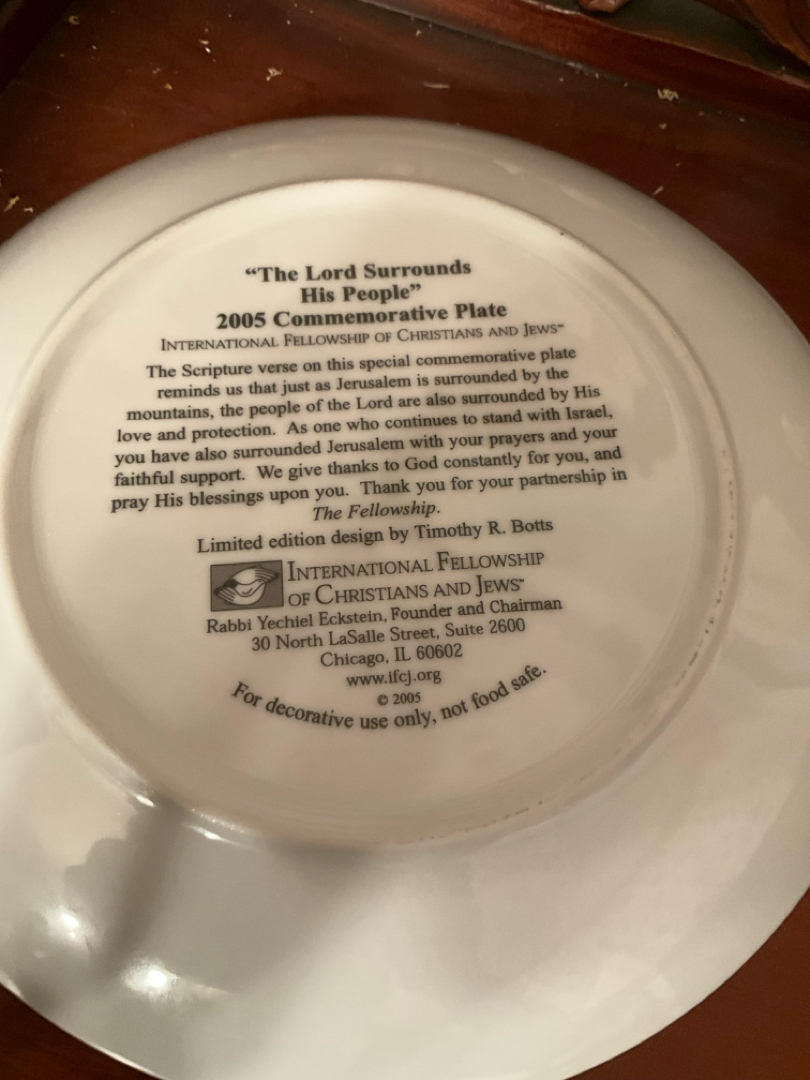 “The Lord Surrounds
His People”
2005 Commemorative Plate
INTERNATIONAL FELLOWSHIP OF CHRISTIANS AND JEWS℠
The Scripture verse on this special commemorative plate
reminds us that just as Jerusalem is surrounded by the
mountains, the people of the Lord are also surrounded by His
love and protection. As one who continues to stand with Israel,
you have also surrounded Jerusalem with your prayers and your
faithful support. We give thanks to God constantly for you, and
pray His blessings upon you. Thank you for your partnership in
The Fellowship.
Limited edition design by Timothy R. Botts
INTERNATIONAL FELLOWSHIP
OF CHRISTIANS AND JEWS℠
Rabbi Yechiel Eckstein, Founder and Chairman
30 North LaSalle Street, Suite 2600
Chicago, IL 60602
www.ifcj.org
© 2005
For decorative use only, not food safe.